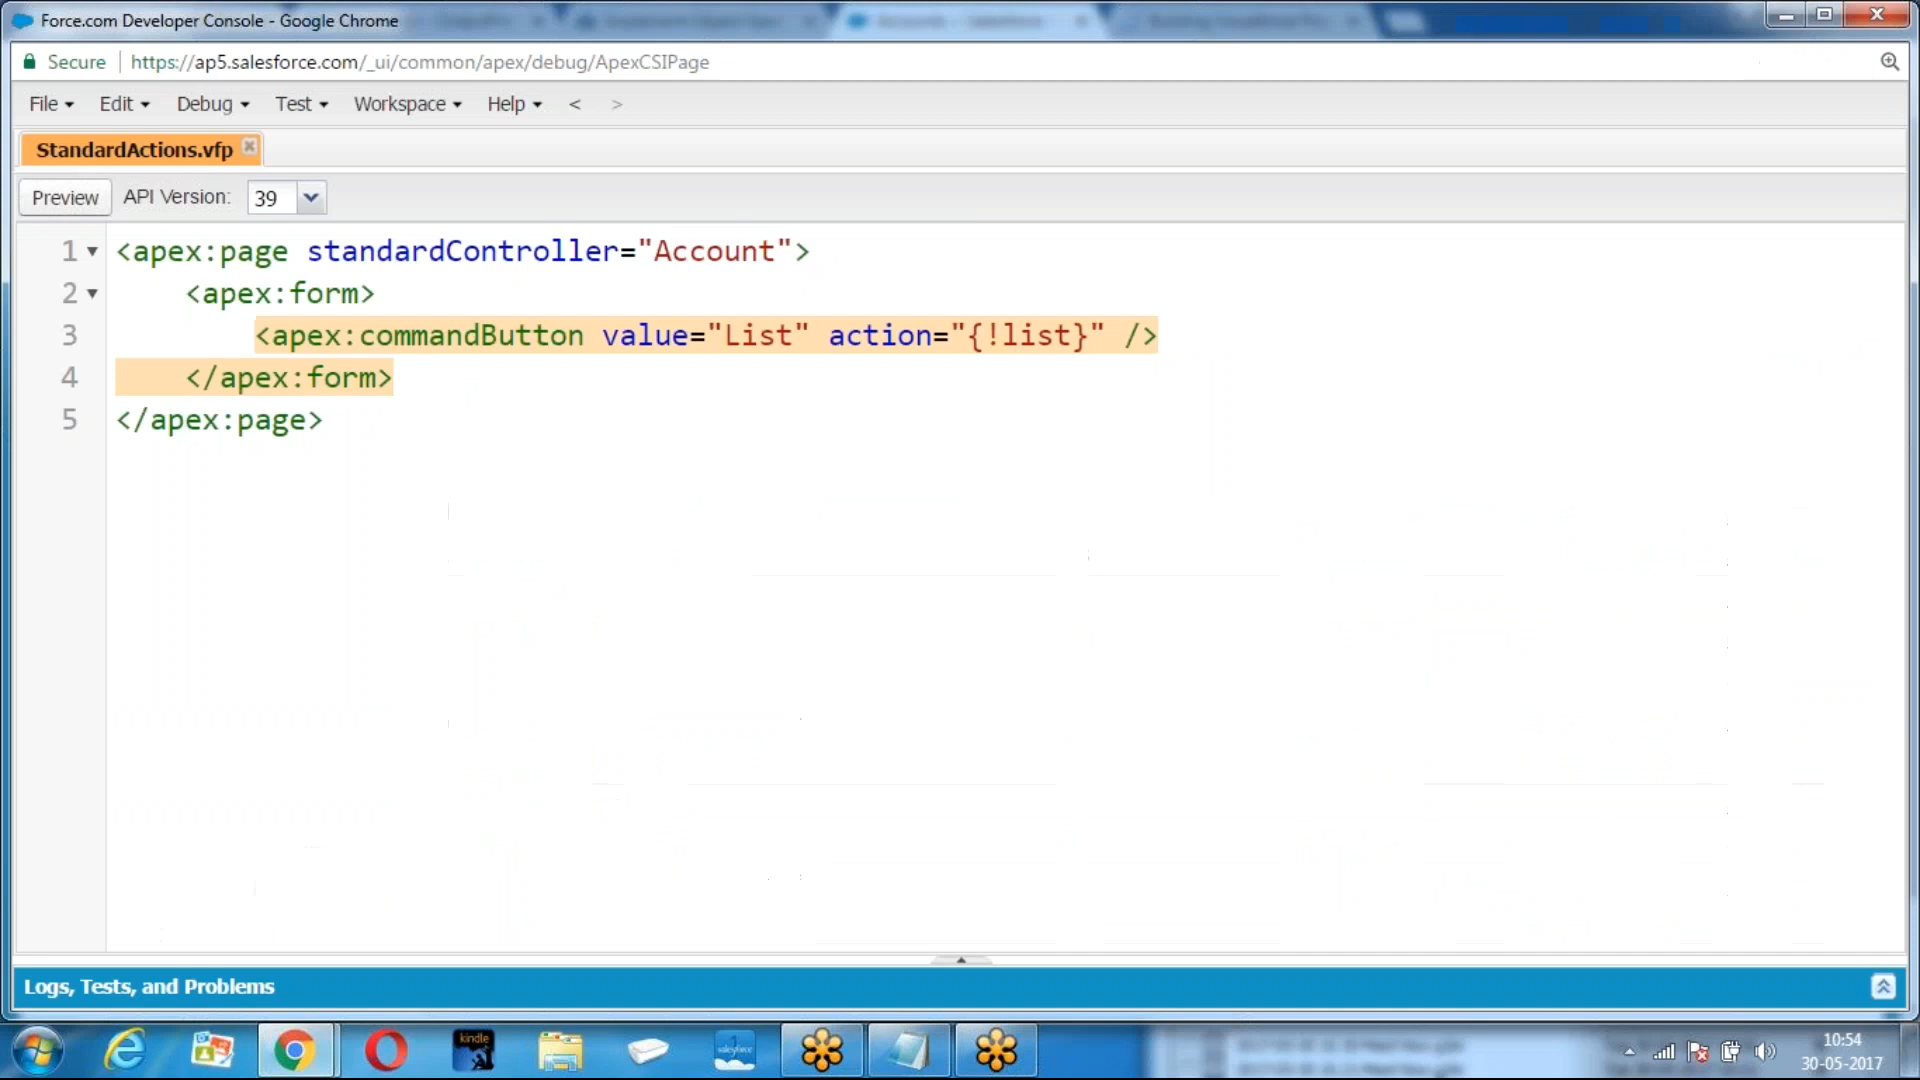 Force.com Developer Console - Google Chrome
Secure https://ap5.salesforce.com/_ui/common/apex/debug/ApexCSIPage
File Edit Debug Test Workspace Help < >
StandardActions.vfp
Preview API Version: 39
1 <apex:page standardController="Account">
2 <apex:form>
3 <apex:commandButton value="List" action="{!list}" />
4 </apex:form>
5 </apex:page>
Logs, Tests, and Problems
kindle
salesforce
10:54
30-05-2017